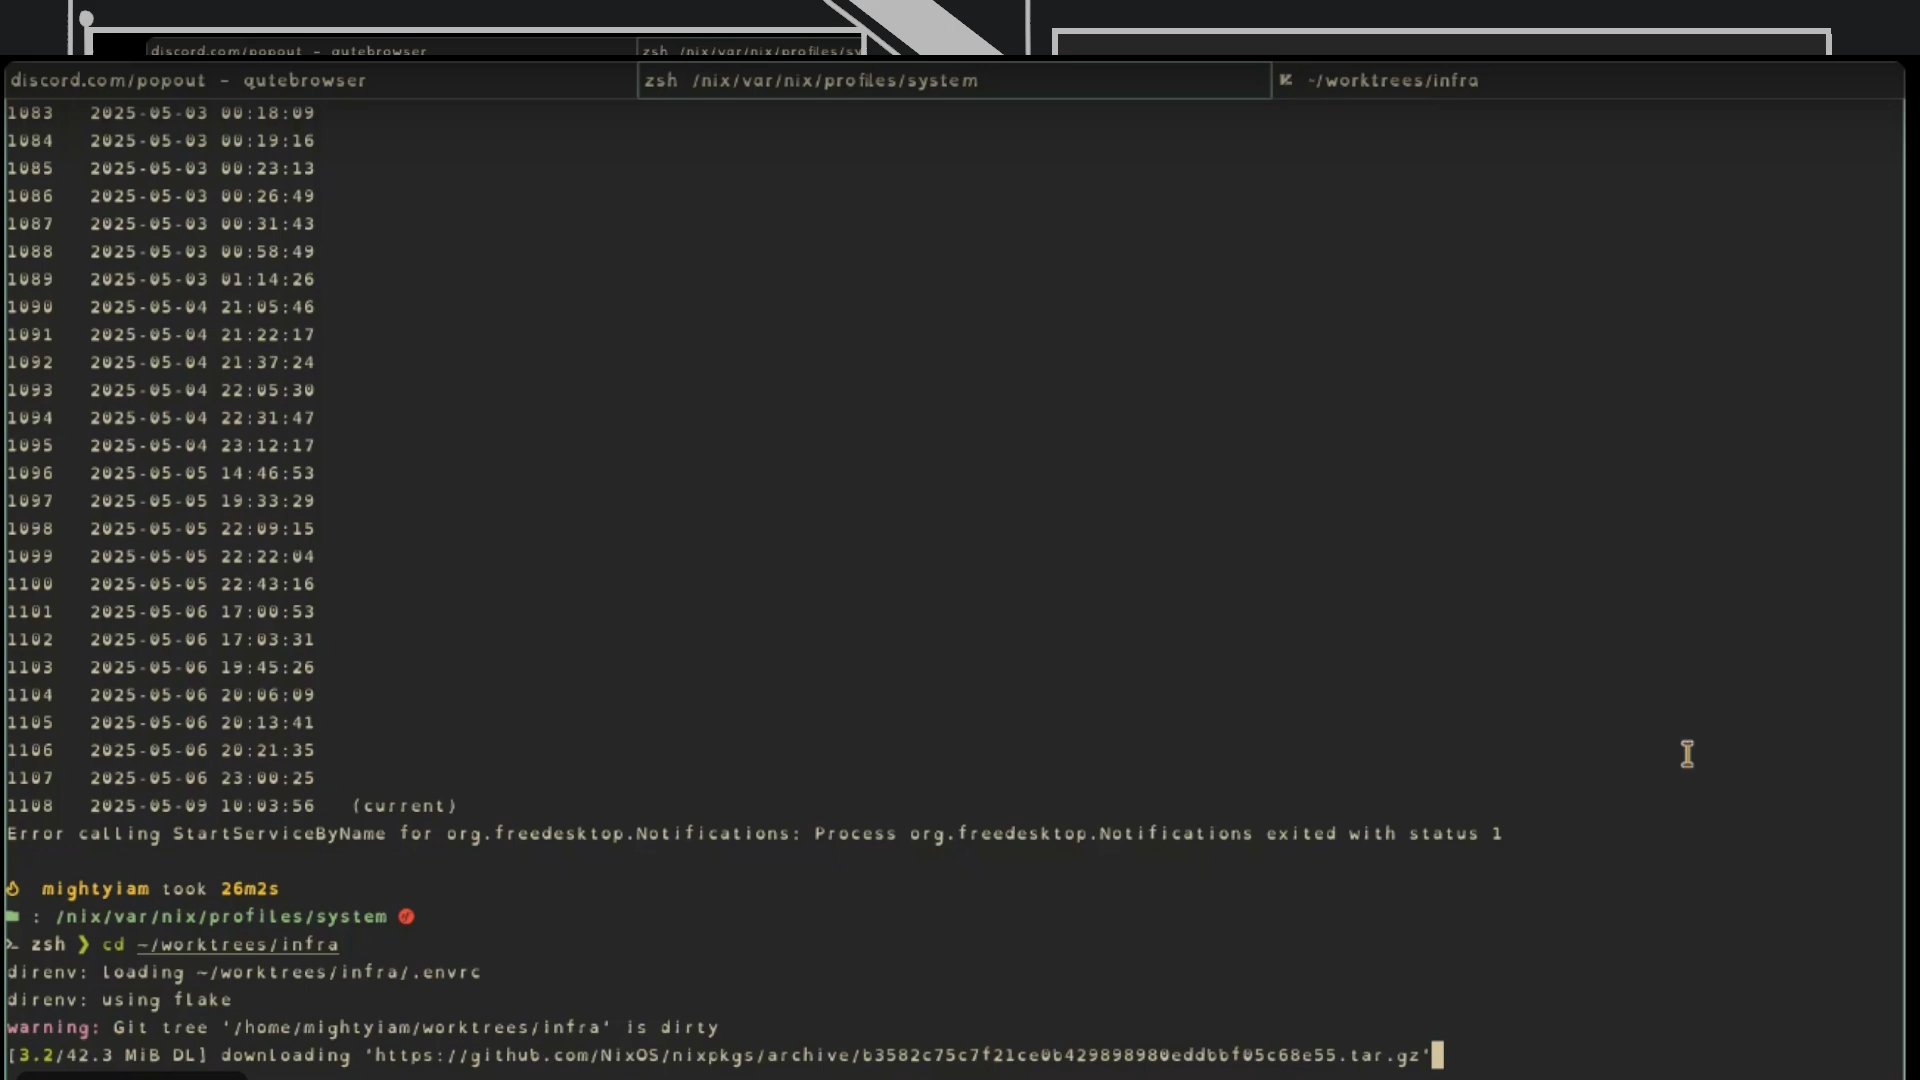 discord.com/popout - qutebrowser
zsh /nix/var/nix/profiles/sy
discord.com/popout - qutebrowser
zsh /nix/var/nix/profiles/system
~/worktrees/infra
1083 2025-05-03 00:18:09
1084 2025-05-03 00:19:16
1085 2025-05-03 00:23:13
1086 2025-05-03 00:26:49
1087 2025-05-03 00:31:43
1088 2025-05-03 00:58:49
1089 2025-05-03 01:14:26
1090 2025-05-04 21:05:46
1091 2025-05-04 21:22:17
1092 2025-05-04 21:37:24
1093 2025-05-04 22:05:30
1094 2025-05-04 22:31:47
1095 2025-05-04 23:12:17
1096 2025-05-05 14:46:53
1097 2025-05-05 19:33:29
1098 2025-05-05 22:09:15
1099 2025-05-05 22:22:04
1100 2025-05-05 22:43:16
1101 2025-05-06 17:00:53
1102 2025-05-06 17:03:31
1103 2025-05-06 19:45:26
1104 2025-05-06 20:06:09
1105 2025-05-06 20:13:41
1106 2025-05-06 20:21:35
1107 2025-05-06 23:00:25
1108 2025-05-09 10:03:56 (current)
Error calling StartServiceByName for org.freedesktop.Notifications: Process org.freedesktop.Notifications exited with status 1
mightyiam took 26m2s
: /nix/var/nix/profiles/system
zsh ❯ cd ~/worktrees/infra
direnv: loading ~/worktrees/infra/.envrc
direnv: using flake
warning: Git tree '/home/mightyiam/worktrees/infra' is dirty
[3.2/42.3 MiB DL] downloading 'https://github.com/NixOS/nixpkgs/archive/b3582c75c7f21ce0b429898980eddbbf05c68e55.tar.gz'